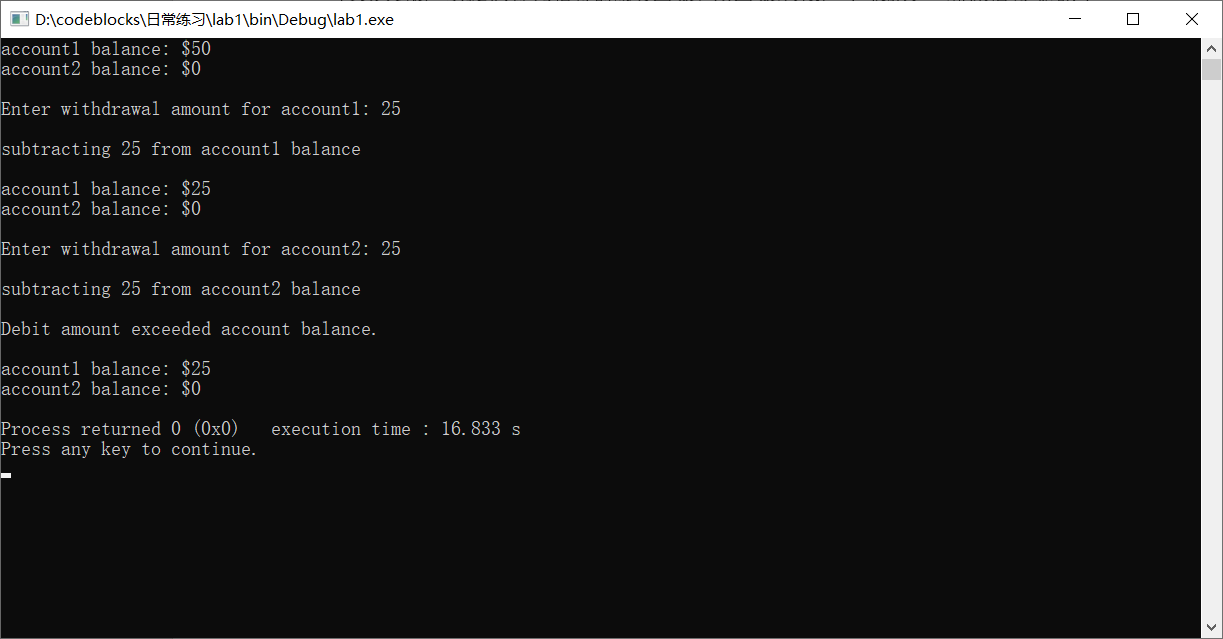 D:\codeblocks\日常练习\lab1\bin\Debug\lab1.exe
account1 balance: $50
account2 balance: $0
Enter withdrawal amount for account1: 25
subtracting 25 from account1 balance
account1 balance: $25
account2 balance: $0
Enter withdrawal amount for account2: 25
subtracting 25 from account2 balance
Debit amount exceeded account balance.
account1 balance: $25
account2 balance: $0
Process returned 0 (0x0)   execution time : 16.833 s
Press any key to continue.